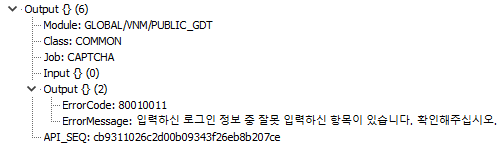 Output {} (6)
Module: GLOBAL/VNM/PUBLIC_GDT
Class: COMMON
Job: CAPTCHA
Input {} (0)
Output {} (2)
ErrorCode: 80010011
ErrorMessage: 입력하신 로그인 정보 중 잘못 입력하신 항목이 있습니다. 확인해주십시오.
API_SEQ: cb9311026c2d00b09343f26eb8b207ce